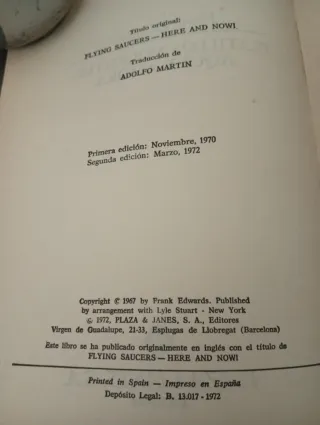 Título original:
FLYING SAUCERS — HERE AND NOW!
Traducción de
ADOLFO MARTIN
Primera edición: Noviembre, 1970
Segunda edición: Marzo, 1972
Copyright © 1967 by Frank Edwards. Published
by arrangement with Lyle Stuart - New York
© 1972, PLAZA & JANES, S. A., Editores
Virgen de Guadalupe, 21-33, Esplugas de Llobregat (Barcelona)
Este libro se ha publicado originalmente en inglés con el título de
FLYING SAUCERS — HERE AND NOW!
Printed in Spain — Impreso en España
Depósito Legal: B. 13.017 - 1972